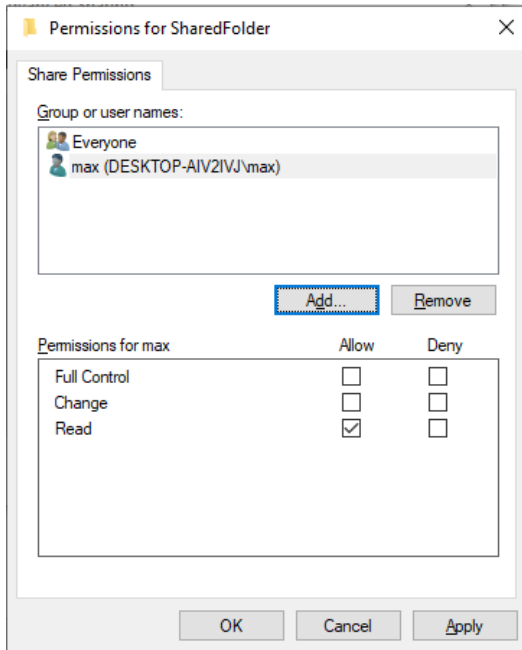 Permissions for SharedFolder
Share Permissions
Group or user names:
Everyone
max (DESKTOP-AIV2IVJ\max)
Add...
Remove
Permissions for max
Allow
Deny
Full Control
Change
Read
OK
Cancel
Apply